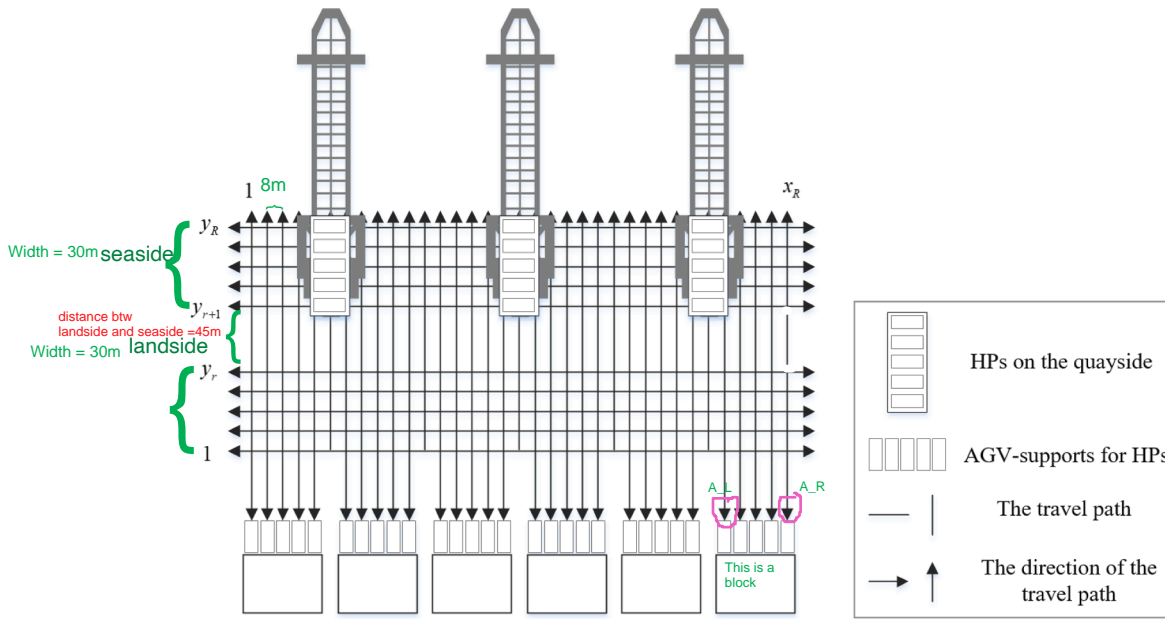 1 8m
x_R
y_R
Width = 30m seaside
y_{r+1}
distance btw
landside and seaside =45m
Width = 30m landside
y_r
1
A_L
A_R
This is a
block
HPs on the quayside
AGV-supports for HPs
The travel path
The direction of the
travel path